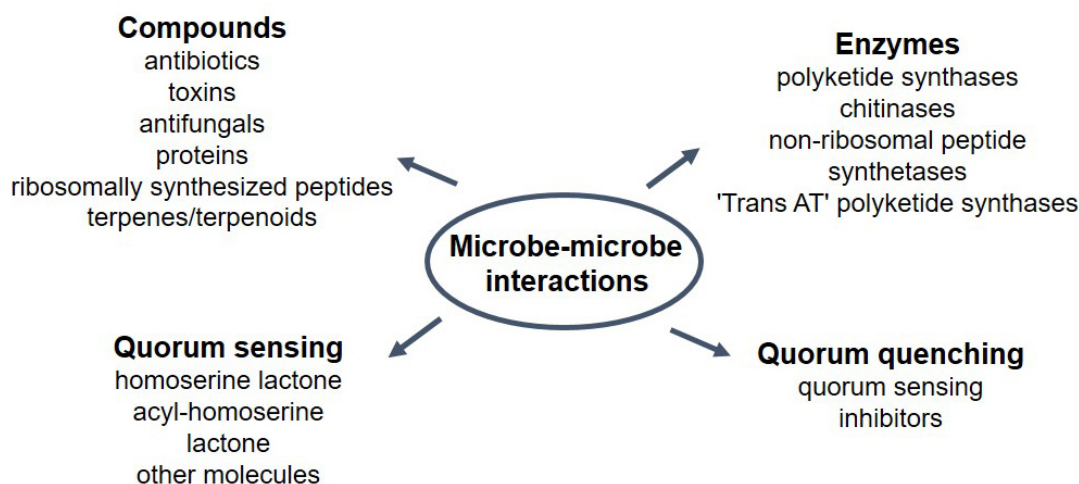 Compounds
antibiotics
toxins
antifungals
proteins
ribosomally synthesized peptides
terpenes/terpenoids
Enzymes
polyketide synthases
chitinases
non-ribosomal peptide
synthetases
'Trans AT' polyketide synthases
Microbe-microbe
interactions
Quorum sensing
homoserine lactone
acyl-homoserine
lactone
other molecules
Quorum quenching
quorum sensing
inhibitors